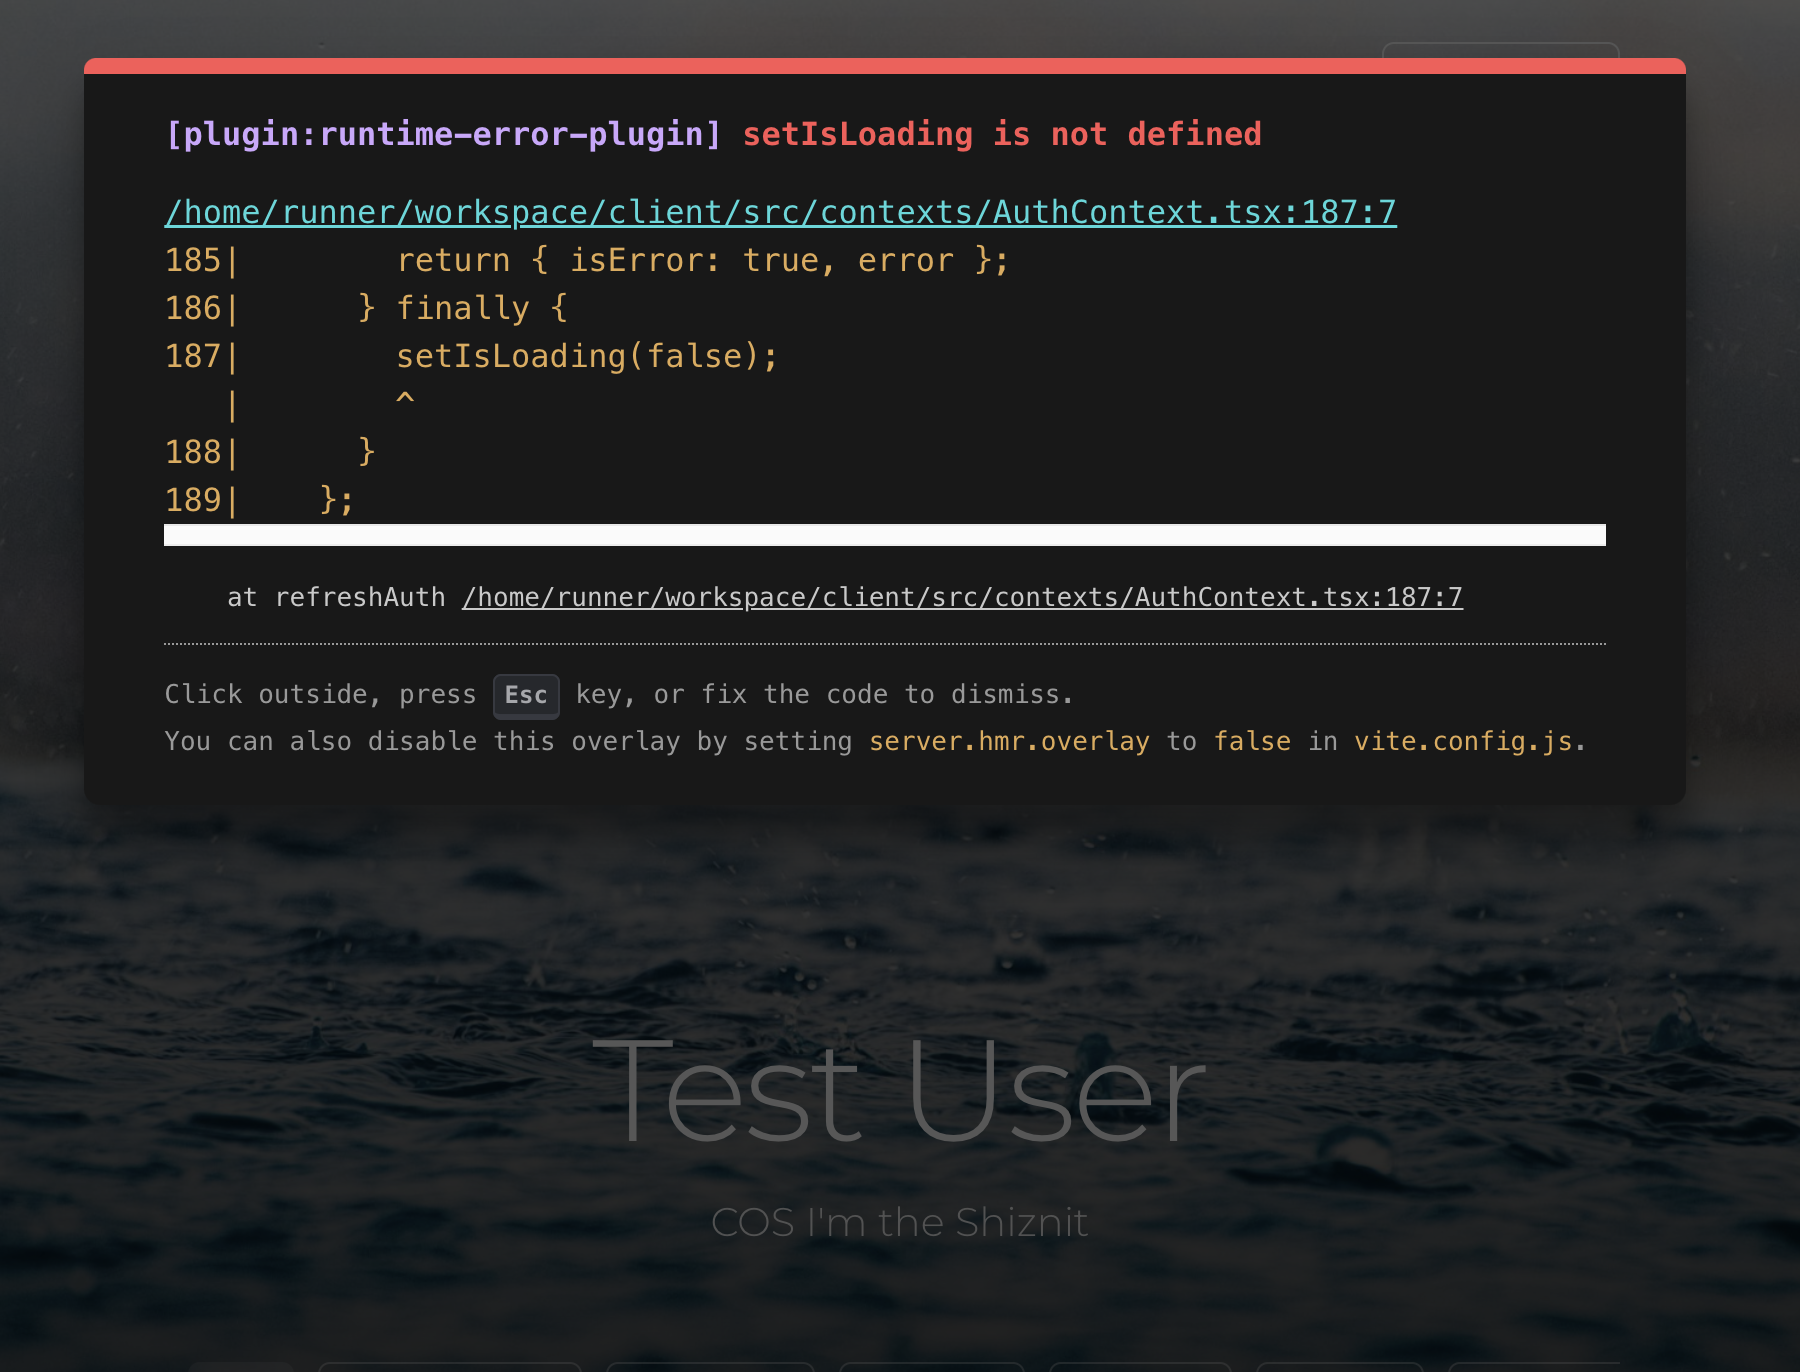 [plugin:runtime-error-plugin] setIsLoading is not defined
/home/runner/workspace/client/src/contexts/AuthContext.tsx:187:7
185|        return { isError: true, error };
186|      } finally {
187|        setIsLoading(false);
   |        ^
188|      }
189|    };
at refreshAuth /home/runner/workspace/client/src/contexts/AuthContext.tsx:187:7
Click outside, press Esc key, or fix the code to dismiss.
You can also disable this overlay by setting server.hmr.overlay to false in vite.config.js.
Test User
COS I'm the Shiznit